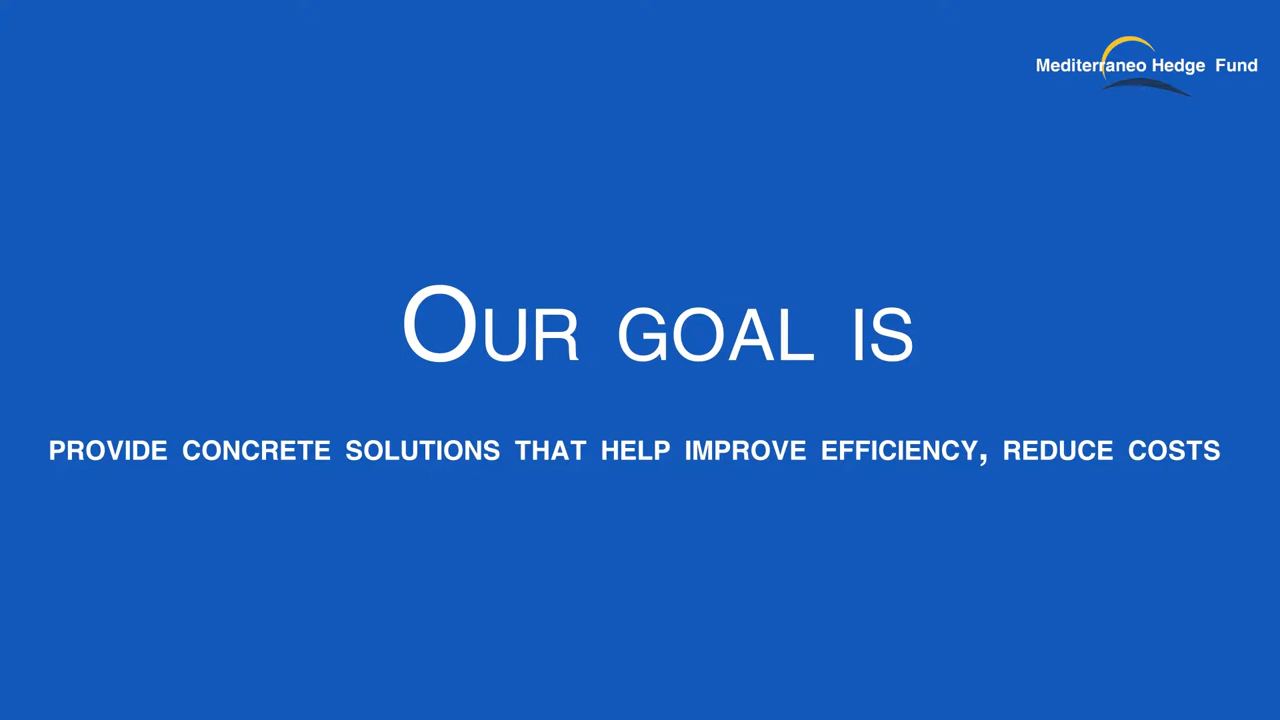 Mediterraneo Hedge Fund
Our goal is
provide concrete solutions that help improve efficiency, reduce costs